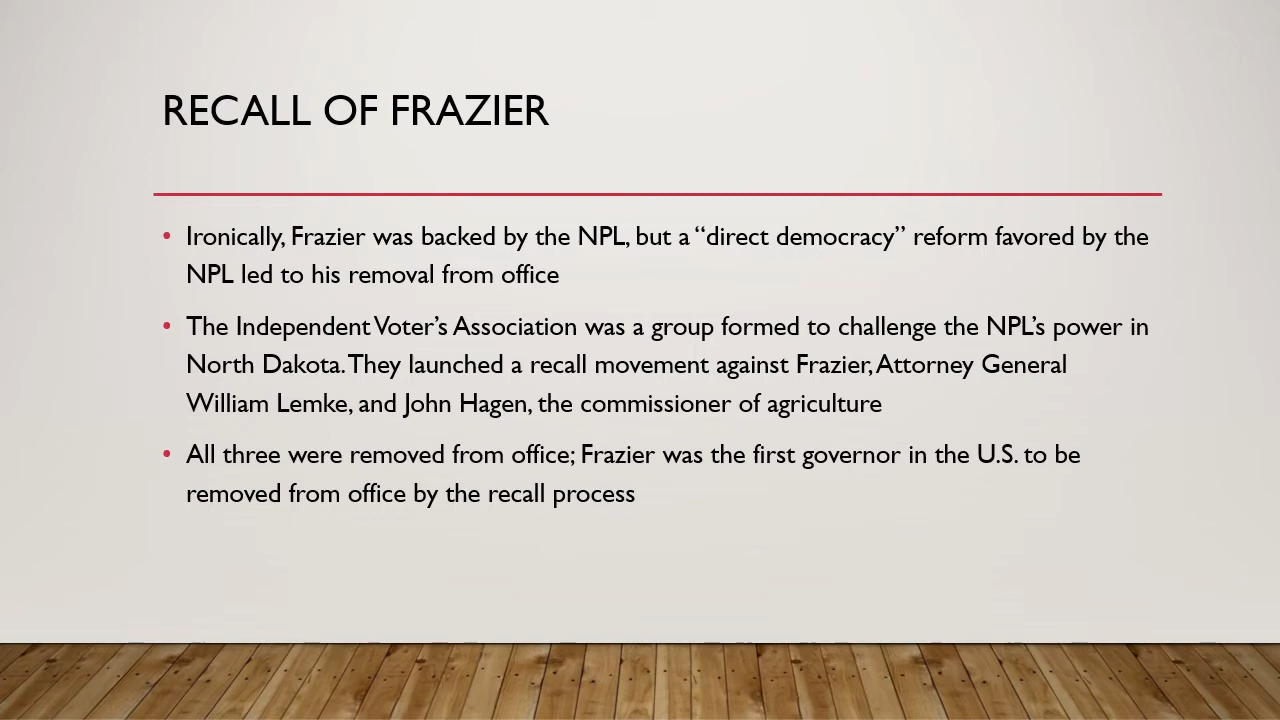 RECALL OF FRAZIER
• Ironically, Frazier was backed by the NPL, but a “direct democracy” reform favored by the
NPL led to his removal from office
• The Independent Voter’s Association was a group formed to challenge the NPL’s power in
North Dakota. They launched a recall movement against Frazier, Attorney General
William Lemke, and John Hagen, the commissioner of agriculture
• All three were removed from office; Frazier was the first governor in the U.S. to be
removed from office by the recall process